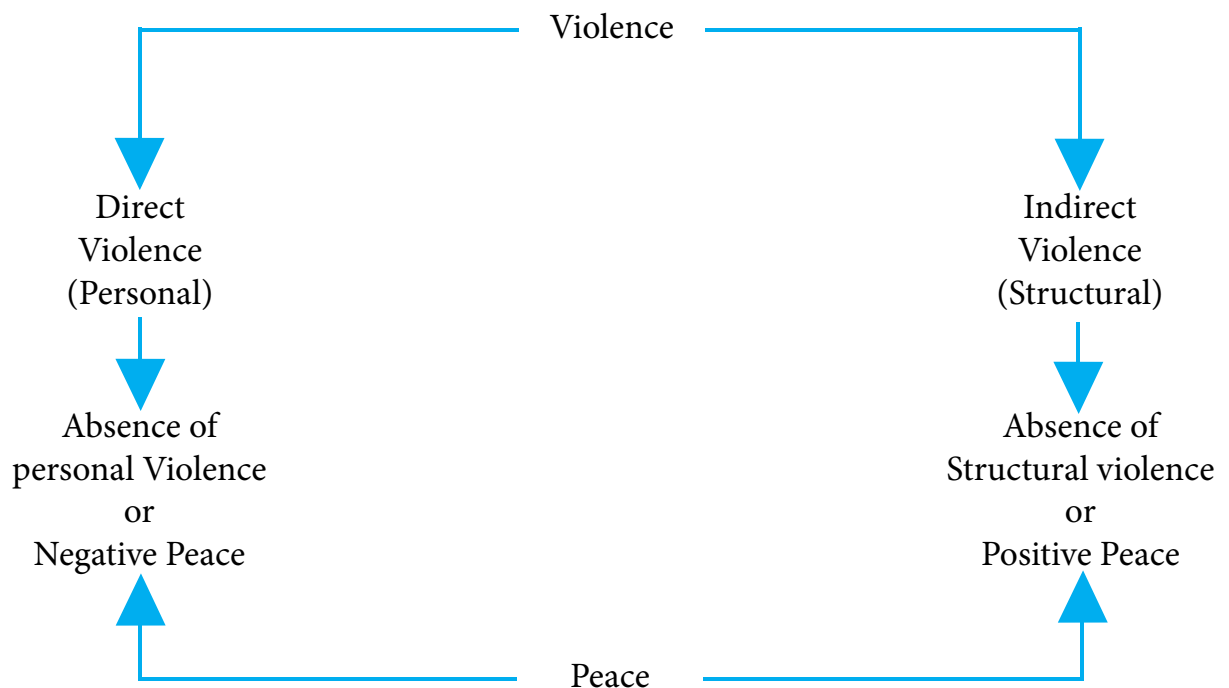 Violence
Direct
Violence
(Personal)
Indirect
Violence
(Structural)
Absence of
personal Violence
or
Negative Peace
Absence of
Structural violence
or
Positive Peace
Peace